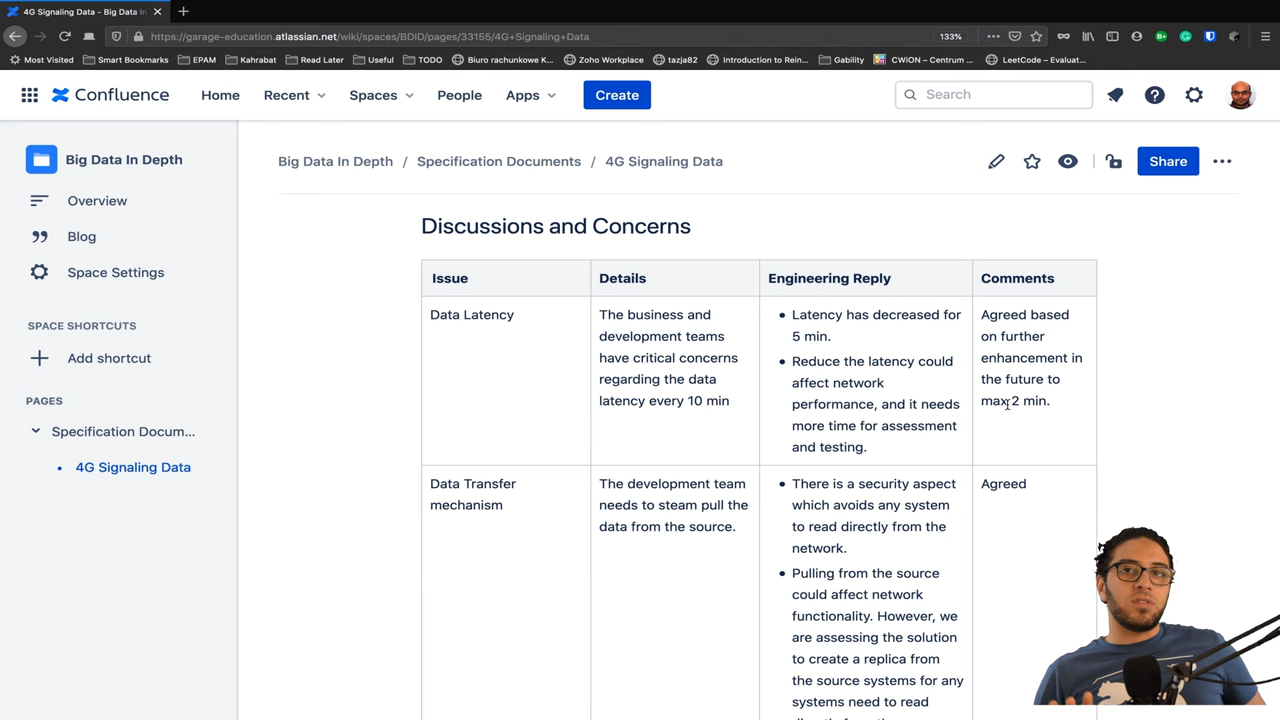 4G Signaling Data - Big Data In
https://garage-education.atlassian.net/wiki/spaces/BDID/pages/33155/4G+Signaling+Data
133%
Most Visited
Smart Bookmarks
EPAM
Kahrabat
Read Later
Useful
TODO
Biuro rachunkowe K...
Zoho Workplace
tazja82
Introduction to Rein...
Gability
CWiON – Centrum ...
LeetCode – Evaluat...
Confluence
Home
Recent
Spaces
People
Apps
Create
Search
Big Data In Depth
Overview
Blog
Space Settings
SPACE SHORTCUTS
Add shortcut
PAGES
Specification Docum...
4G Signaling Data
Big Data In Depth / Specification Documents / 4G Signaling Data
Share
Discussions and Concerns
Issue
Details
Engineering Reply
Comments
Data Latency
The business and
development teams
have critical concerns
regarding the data
latency every 10 min
Latency has decreased for
5 min.
Reduce the latency could
affect network
performance, and it needs
more time for assessment
and testing.
Agreed based
on further
enhancement in
the future to
max 2 min.
Data Transfer
mechanism
The development team
needs to steam pull the
data from the source.
There is a security aspect
which avoids any system
to read directly from the
network.
Pulling from the source
could affect network
functionality. However, we
are assessing the solution
to create a replica from
the source systems for any
systems need to read
Agreed